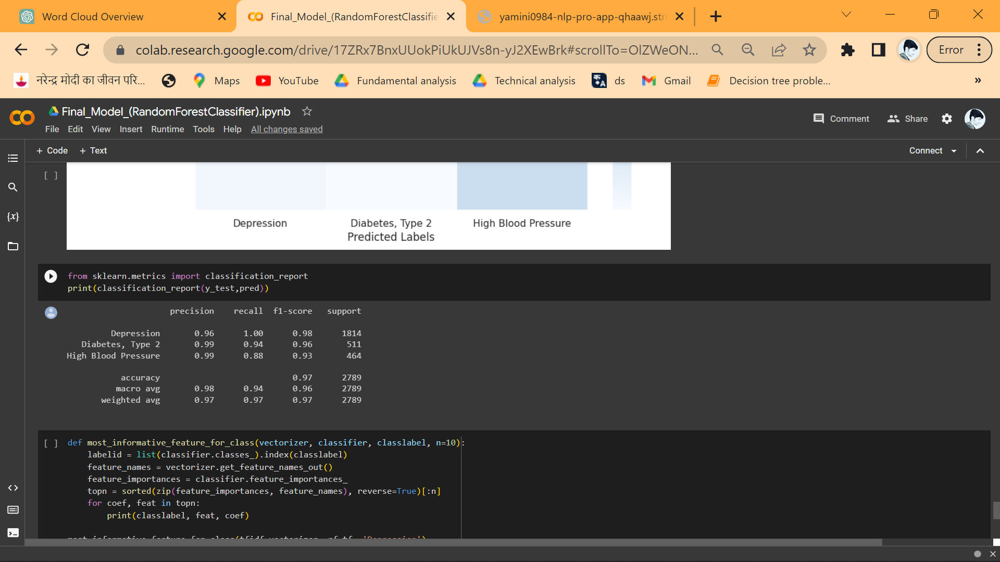 Word Cloud Overview
Final_Model_(RandomForestClassifie
yamini0984-nlp-pro-app-qhaawj.str
colab.research.google.com/drive/17ZRx7BnxUUokPiUkUJVs8n-yJ2XEwBrk#scrollTo=OlZWeON...
Error
नरेन्द्र मोदी का जीवन परि...
Maps
YouTube
Fundamental analysis
Technical analysis
ds
Gmail
Decision tree proble...
»
Final_Model_(RandomForestClassifier).ipynb
File Edit View Insert Runtime Tools Help All changes saved
Comment
Share
+ Code + Text
Connect
[ ]
Depression
Diabetes, Type 2
High Blood Pressure
Predicted Labels
{x}
from sklearn.metrics import classification_report
print(classification_report(y_test,pred))
precision recall f1-score support
Depression 0.96 1.00 0.98 1814
Diabetes, Type 2 0.99 0.94 0.96 511
High Blood Pressure 0.99 0.88 0.93 464
accuracy 0.97 2789
macro avg 0.98 0.94 0.96 2789
weighted avg 0.97 0.97 0.97 2789
[ ] def most_informative_feature_for_class(vectorizer, classifier, classlabel, n=10):
labelid = list(classifier.classes_).index(classlabel)
feature_names = vectorizer.get_feature_names_out()
feature_importances = classifier.feature_importances_
topn = sorted(zip(feature_importances, feature_names), reverse=True)[:n]
for coef, feat in topn:
print(classlabel, feat, coef)